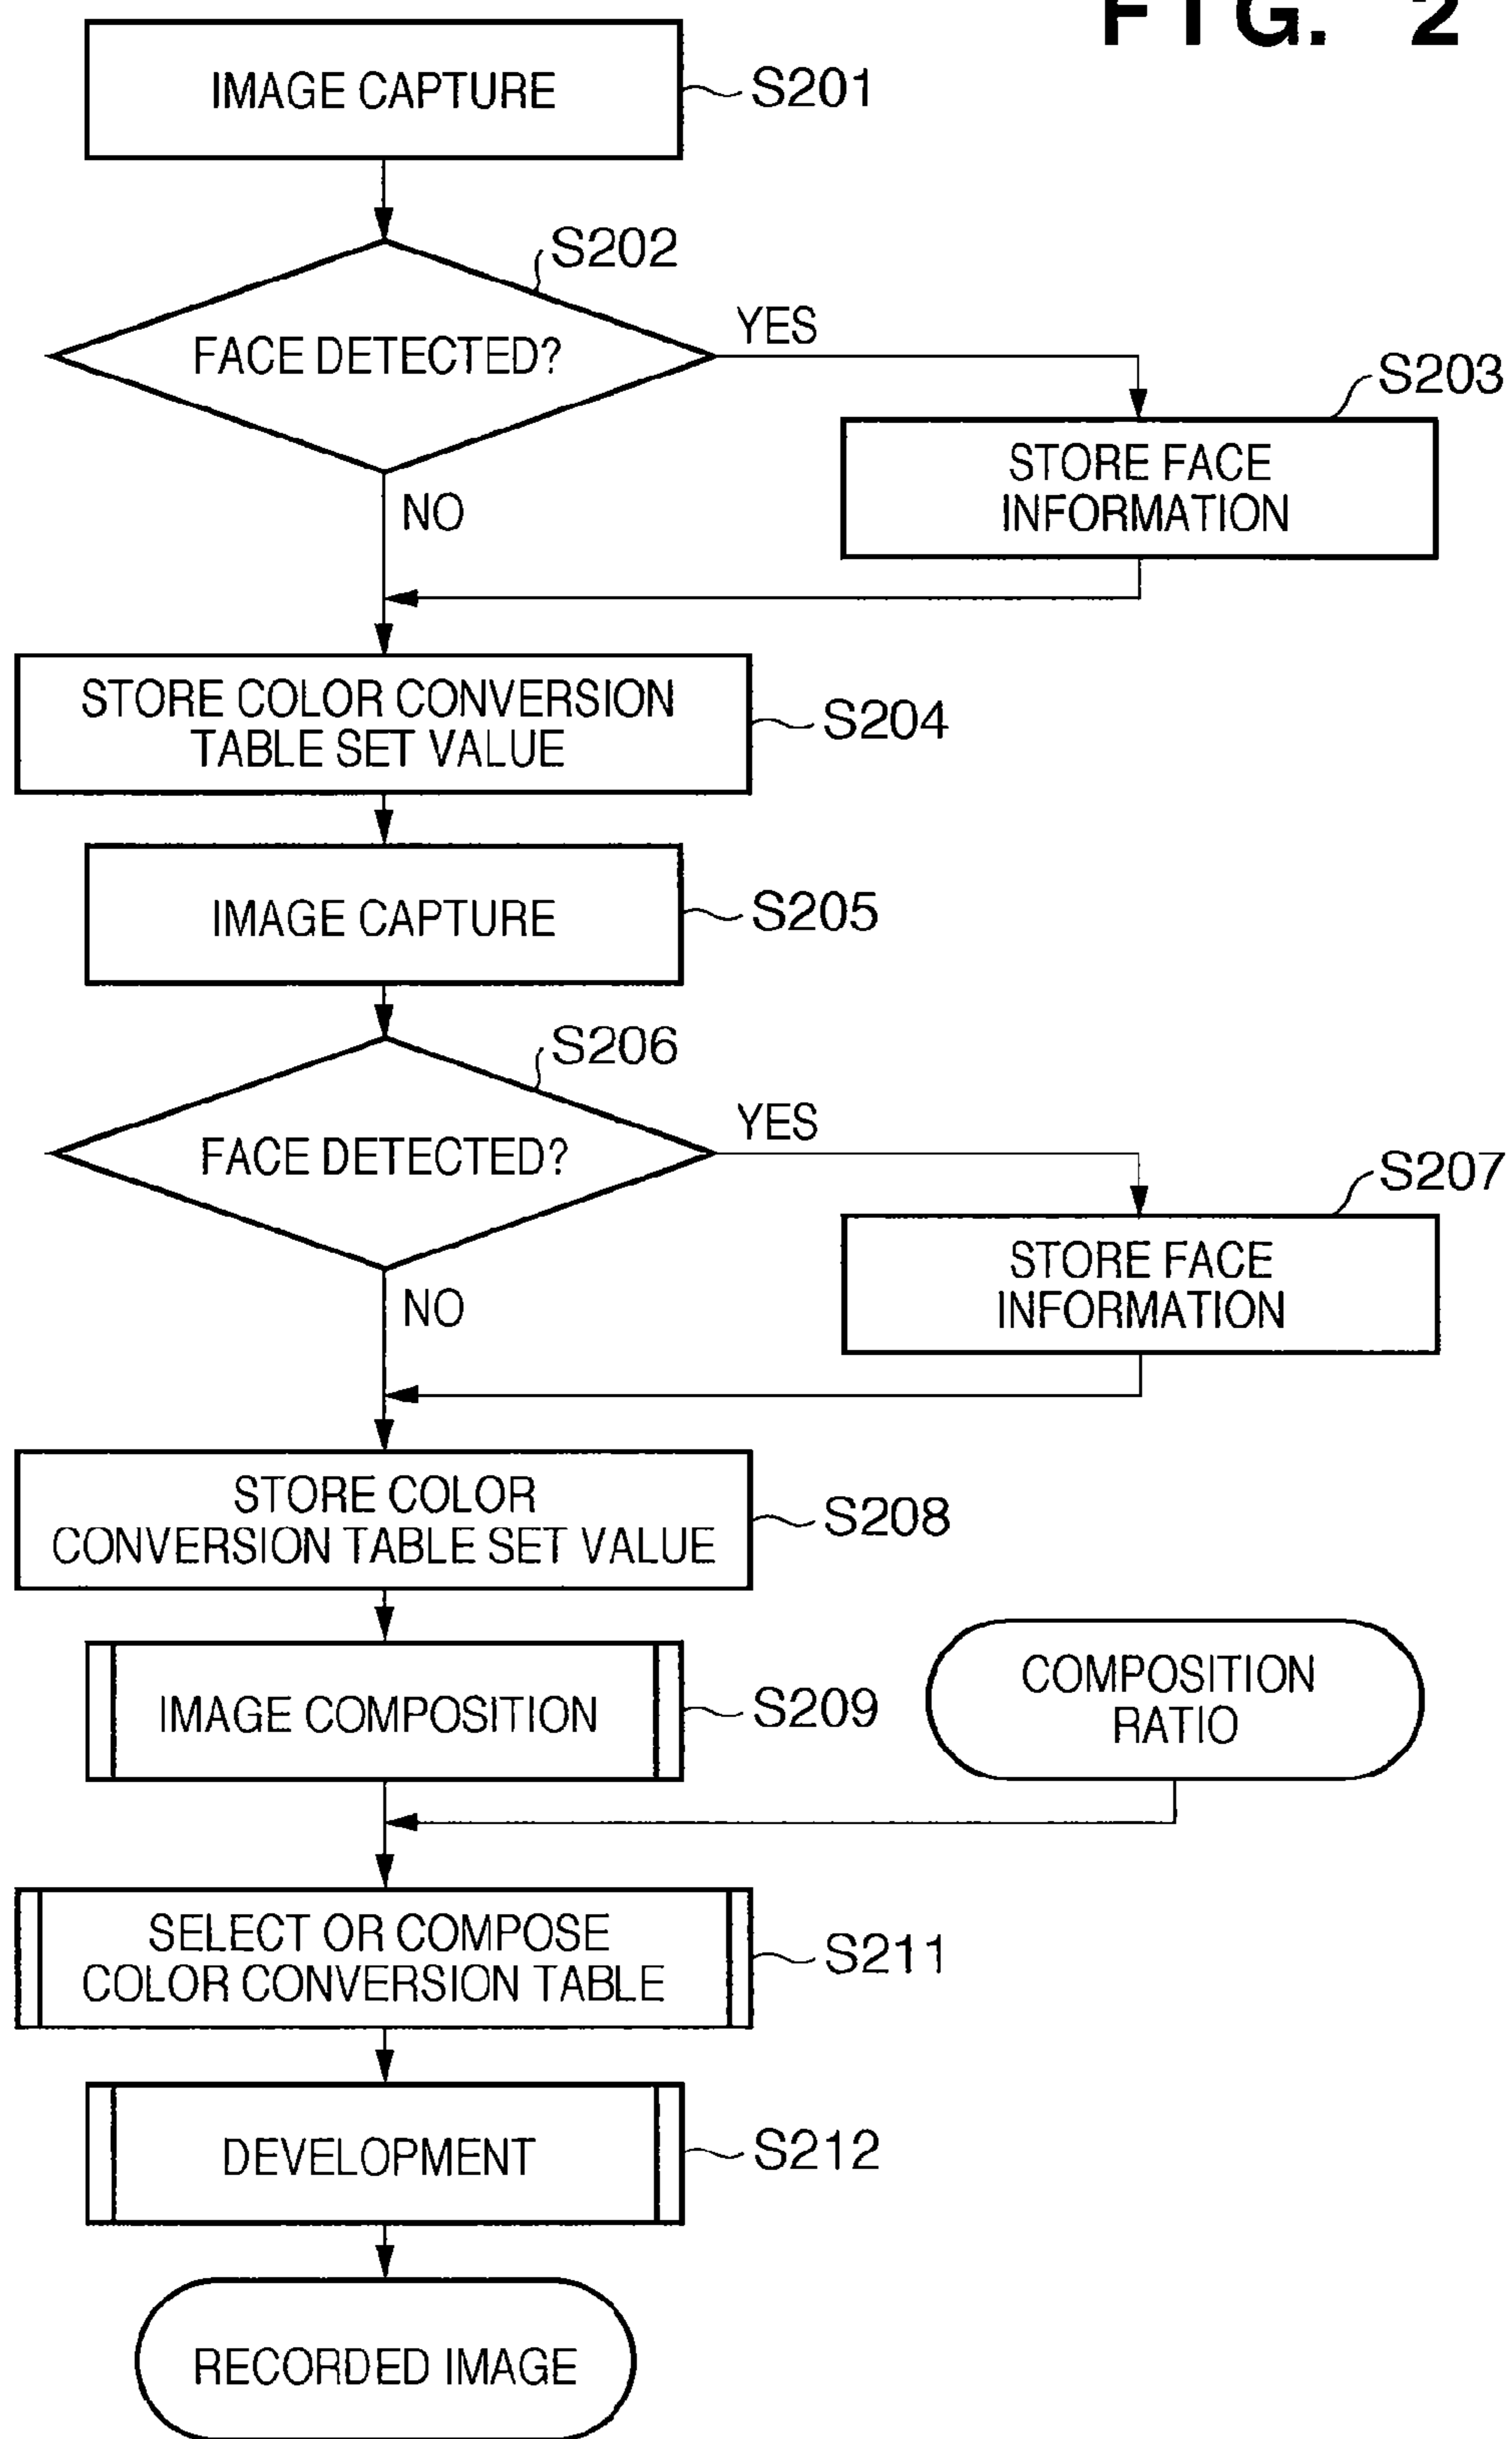 FIG. 2
IMAGE CAPTURE
S201
S202
FACE DETECTED?
YES
S203
STORE FACE
INFORMATION
NO
STORE COLOR CONVERSION
TABLE SET VALUE
S204
IMAGE CAPTURE
S205
S206
FACE DETECTED?
YES
S207
STORE FACE
INFORMATION
NO
STORE COLOR
CONVERSION TABLE SET VALUE
S208
IMAGE COMPOSITION
S209
COMPOSITION
RATIO
SELECT OR COMPOSE
COLOR CONVERSION TABLE
S211
DEVELOPMENT
S212
RECORDED IMAGE